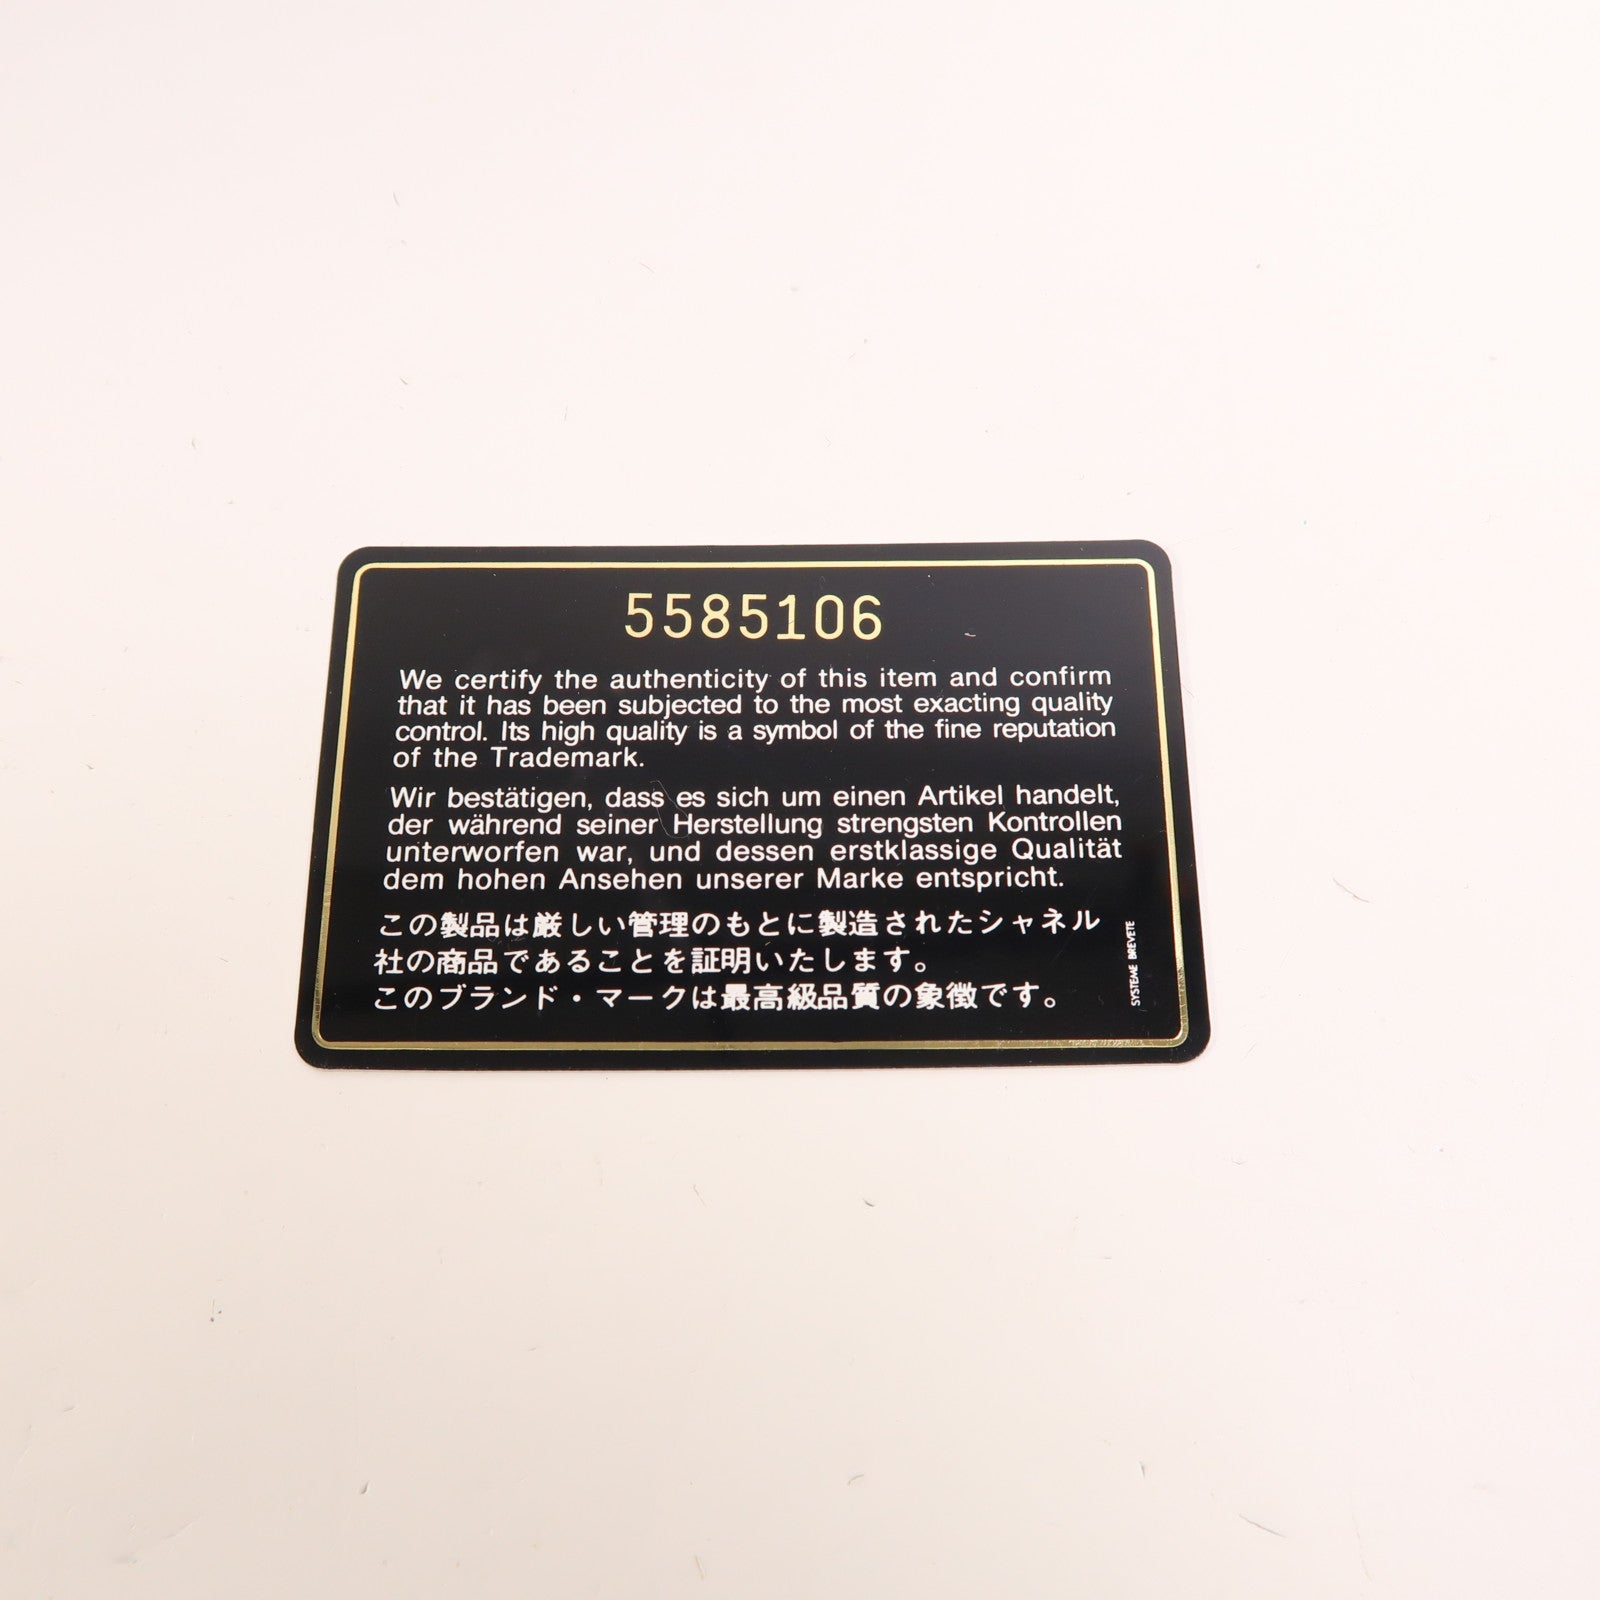 5585106
We certify the authenticity of this item and confirm
that it has been subjected to the most exacting quality
control. Its high quality is a symbol of the fine reputation
of the Trademark.
Wir bestätigen, dass es sich um einen Artikel handelt,
der während seiner Herstellung strengsten Kontrollen
unterworfen war, und dessen erstklassige Qualität
dem hohen Ansehen unserer Marke entspricht.
この製品は厳しい管理のもとに製造されたシャネル
社の商品であることを証明いたします。
このブランド・マークは最高級品質の象徴です。
SYSTEME BREVETE